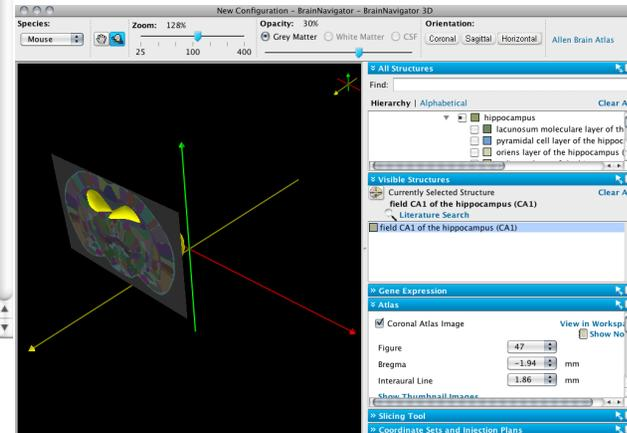 New Configuration - BrainNavigator - BrainNavigator 3D
Species:
Mouse
Zoom: 128%
25 100 400
Opacity: 30%
Grey Matter White Matter CSF
Orientation:
Coronal Sagittal Horizontal
Allen Brain Atlas
All Structures
Find:
Hierarchy | Alphabetical Clear A
hippocampus
lacunosum moleculare layer of th
pyramidal cell layer of the hippoc
oriens layer of the hippocampus (
Visible Structures
Currently Selected Structure Clear A
field CA1 of the hippocampus (CA1)
Literature Search
field CA1 of the hippocampus (CA1)
Gene Expression
Atlas
Coronal Atlas Image View in Workspa
Show No
Figure 47
Bregma -1.94 mm
Interaural Line 1.86 mm
Show Thumbnail Images
Slicing Tool
Coordinate Sets and Injection Plans